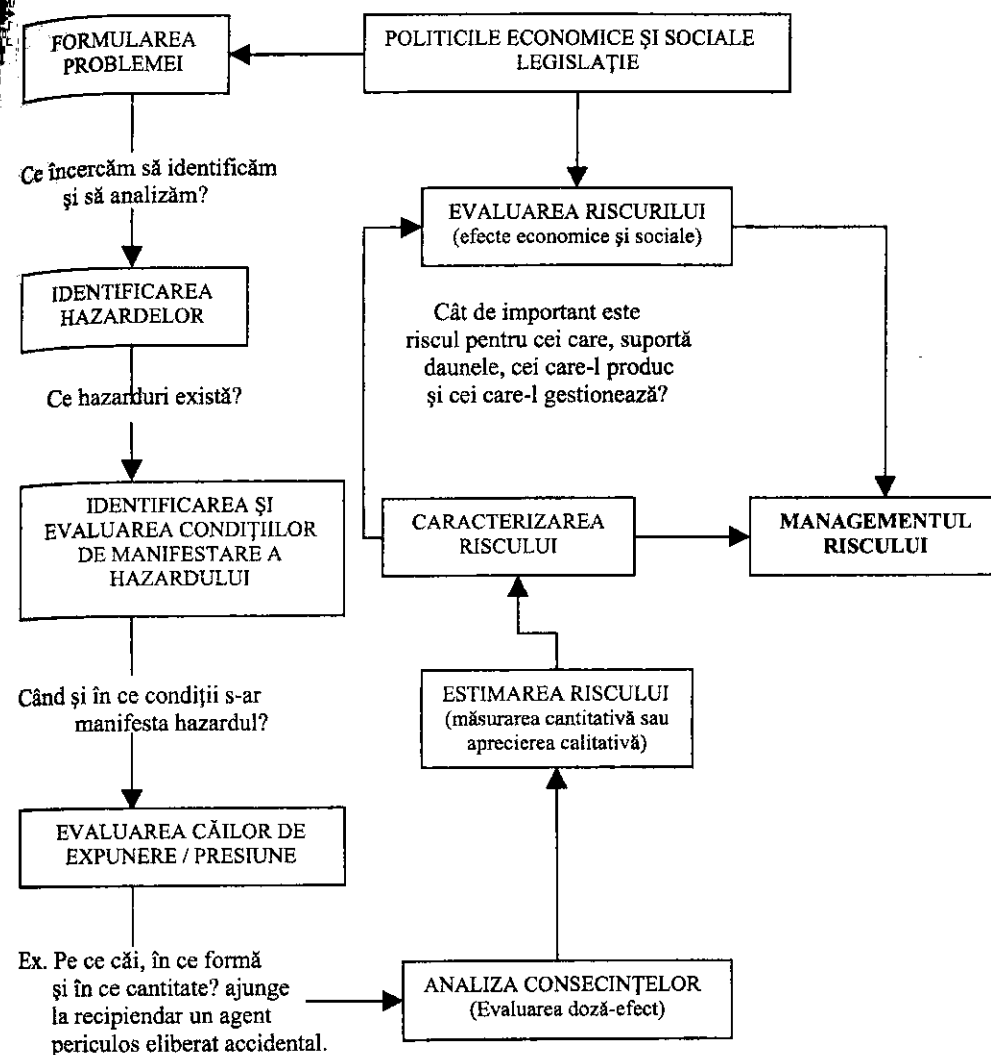 FORMULAREA
PROBLEMEI
POLITICILE ECONOMICE ŞI SOCIALE
LEGISLAŢIE
Ce încercăm să identificăm
şi să analizăm?
EVALUAREA RISCURILUI
(efecte economice şi sociale)
IDENTIFICAREA
HAZARDELOR
Cât de important este
riscul pentru cei care, suportă
daunele, cei care-l produc
şi cei care-l gestionează?
Ce hazarduri există?
IDENTIFICAREA ŞI
EVALUAREA CONDIŢIILOR
DE MANIFESTARE A
HAZARDULUI
CARACTERIZAREA
RISCULUI
MANAGEMENTUL
RISCULUI
Când şi în ce condiţii s-ar
manifesta hazardul?
ESTIMAREA RISCULUI
(măsurarea cantitativă sau
aprecierea calitativă)
EVALUAREA CĂILOR DE
EXPUNERE / PRESIUNE
Ex. Pe ce căi, în ce formă
şi în ce cantitate? ajunge
la recipiendar un agent
periculos eliberat accidental.
ANALIZA CONSECINŢELOR
(Evaluarea doză-efect)